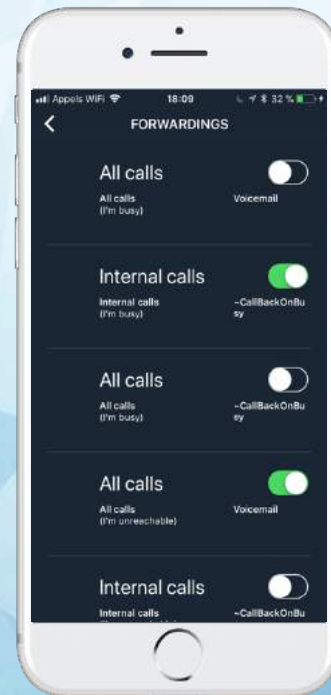 Appels WiFi 18:09 32 %
FORWARDINGS
All calls
All calls
(I'm busy)
Voicemail
Internal calls
Internal calls
(I'm busy)
~CallBackOnBu
sy
All calls
All calls
(I'm busy)
~CallBackOnBu
sy
All calls
All calls
(I'm unreachable)
Voicemail
Internal calls
Internal calls
~CallBackOnBu